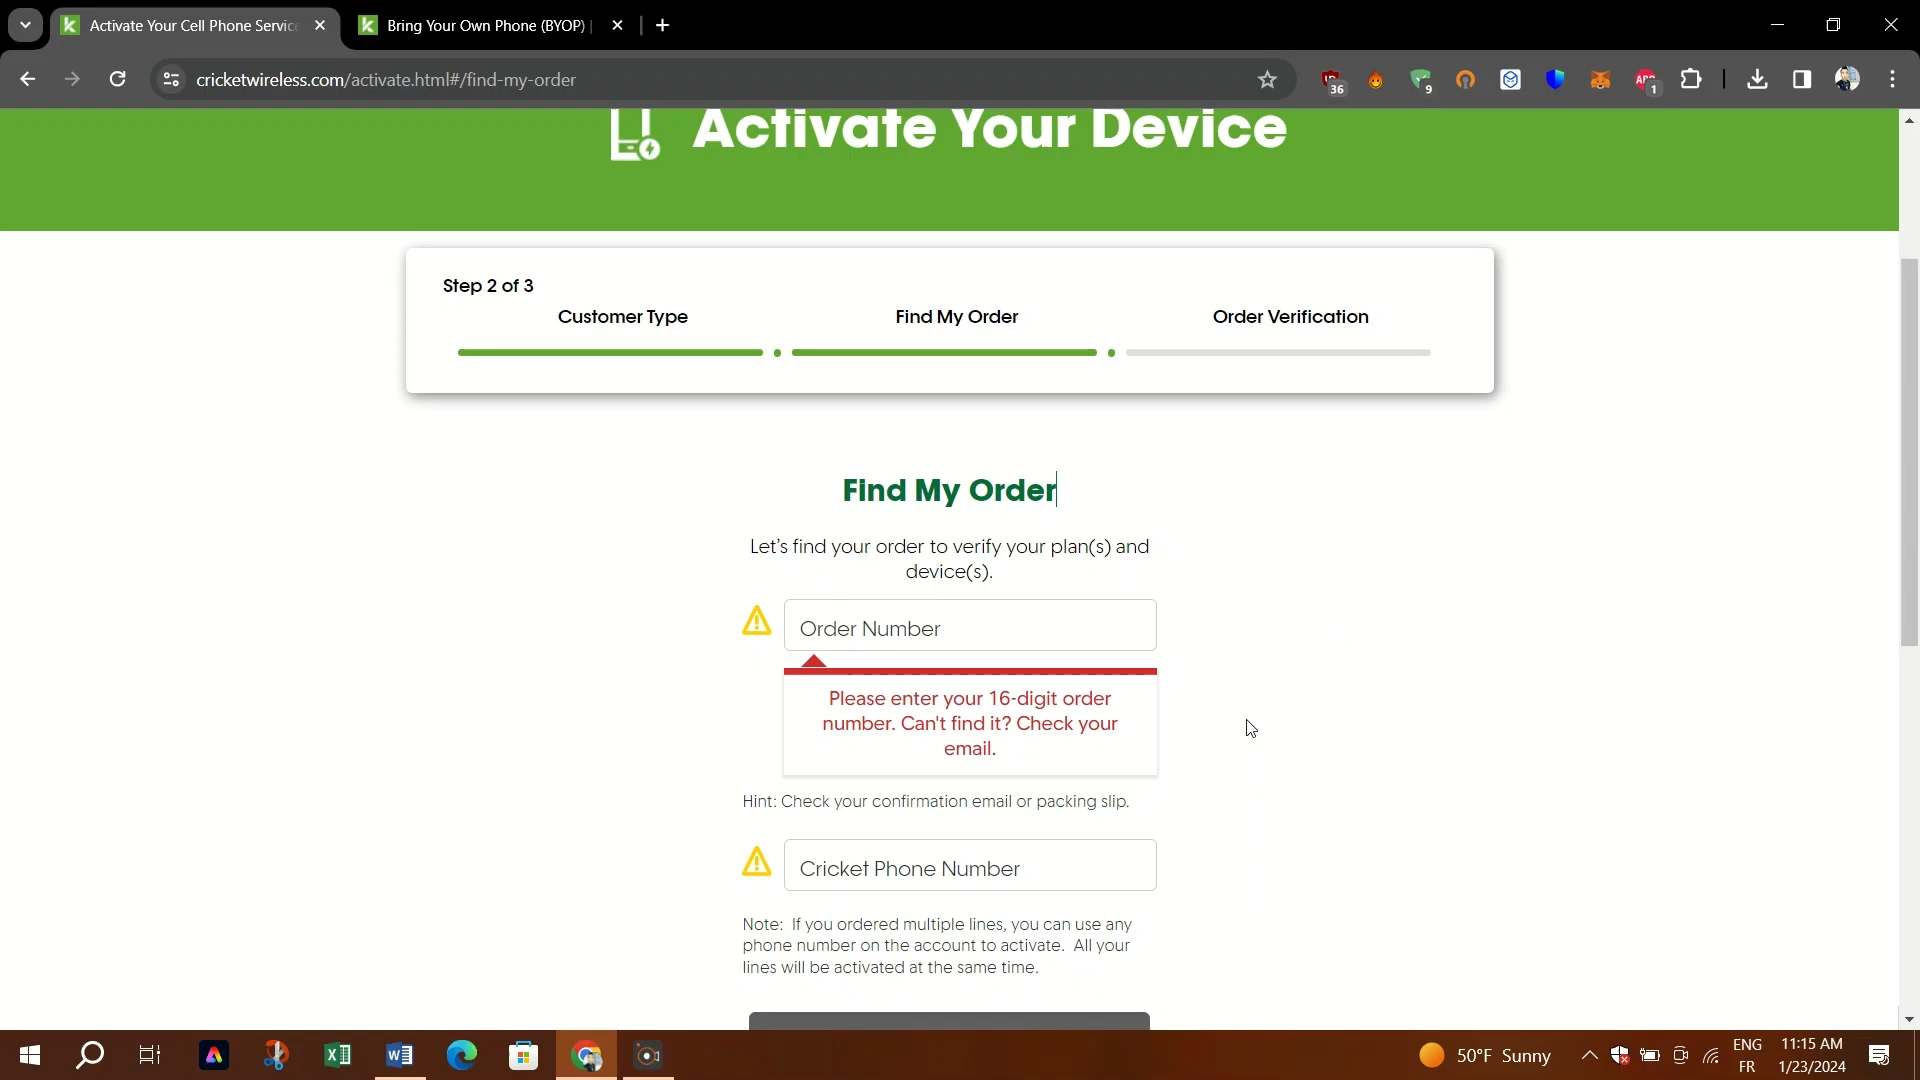 Activate Your Cell Phone Servic
Bring Your Own Phone (BYOP) |
cricketwireless.com/activate.html#/find-my-order
36
9
ABP
1
Activate Your Device
Step 2 of 3
Customer Type
Find My Order
Order Verification
Find My Order
Let's find your order to verify your plan(s) and
device(s).
Order Number
Please enter your 16-digit order
number. Can't find it? Check your
email.
Hint: Check your confirmation email or packing slip.
Cricket Phone Number
Note: If you ordered multiple lines, you can use any
phone number on the account to activate. All your
lines will be activated at the same time.
50°F Sunny
ENG
FR
11:15 AM
1/23/2024